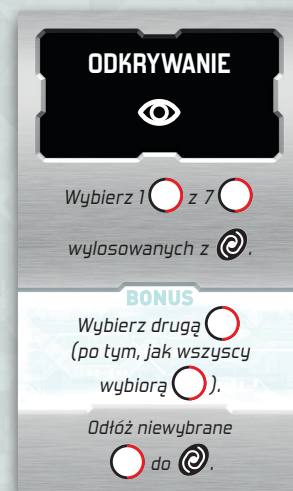 ODKRYWANIE
Wybierz 1 z 7
wylosowanych z .
BONUS
Wybierz drugą
(po tym, jak wszyscy
wybiorą ).
Odłóż niewybrane
do .